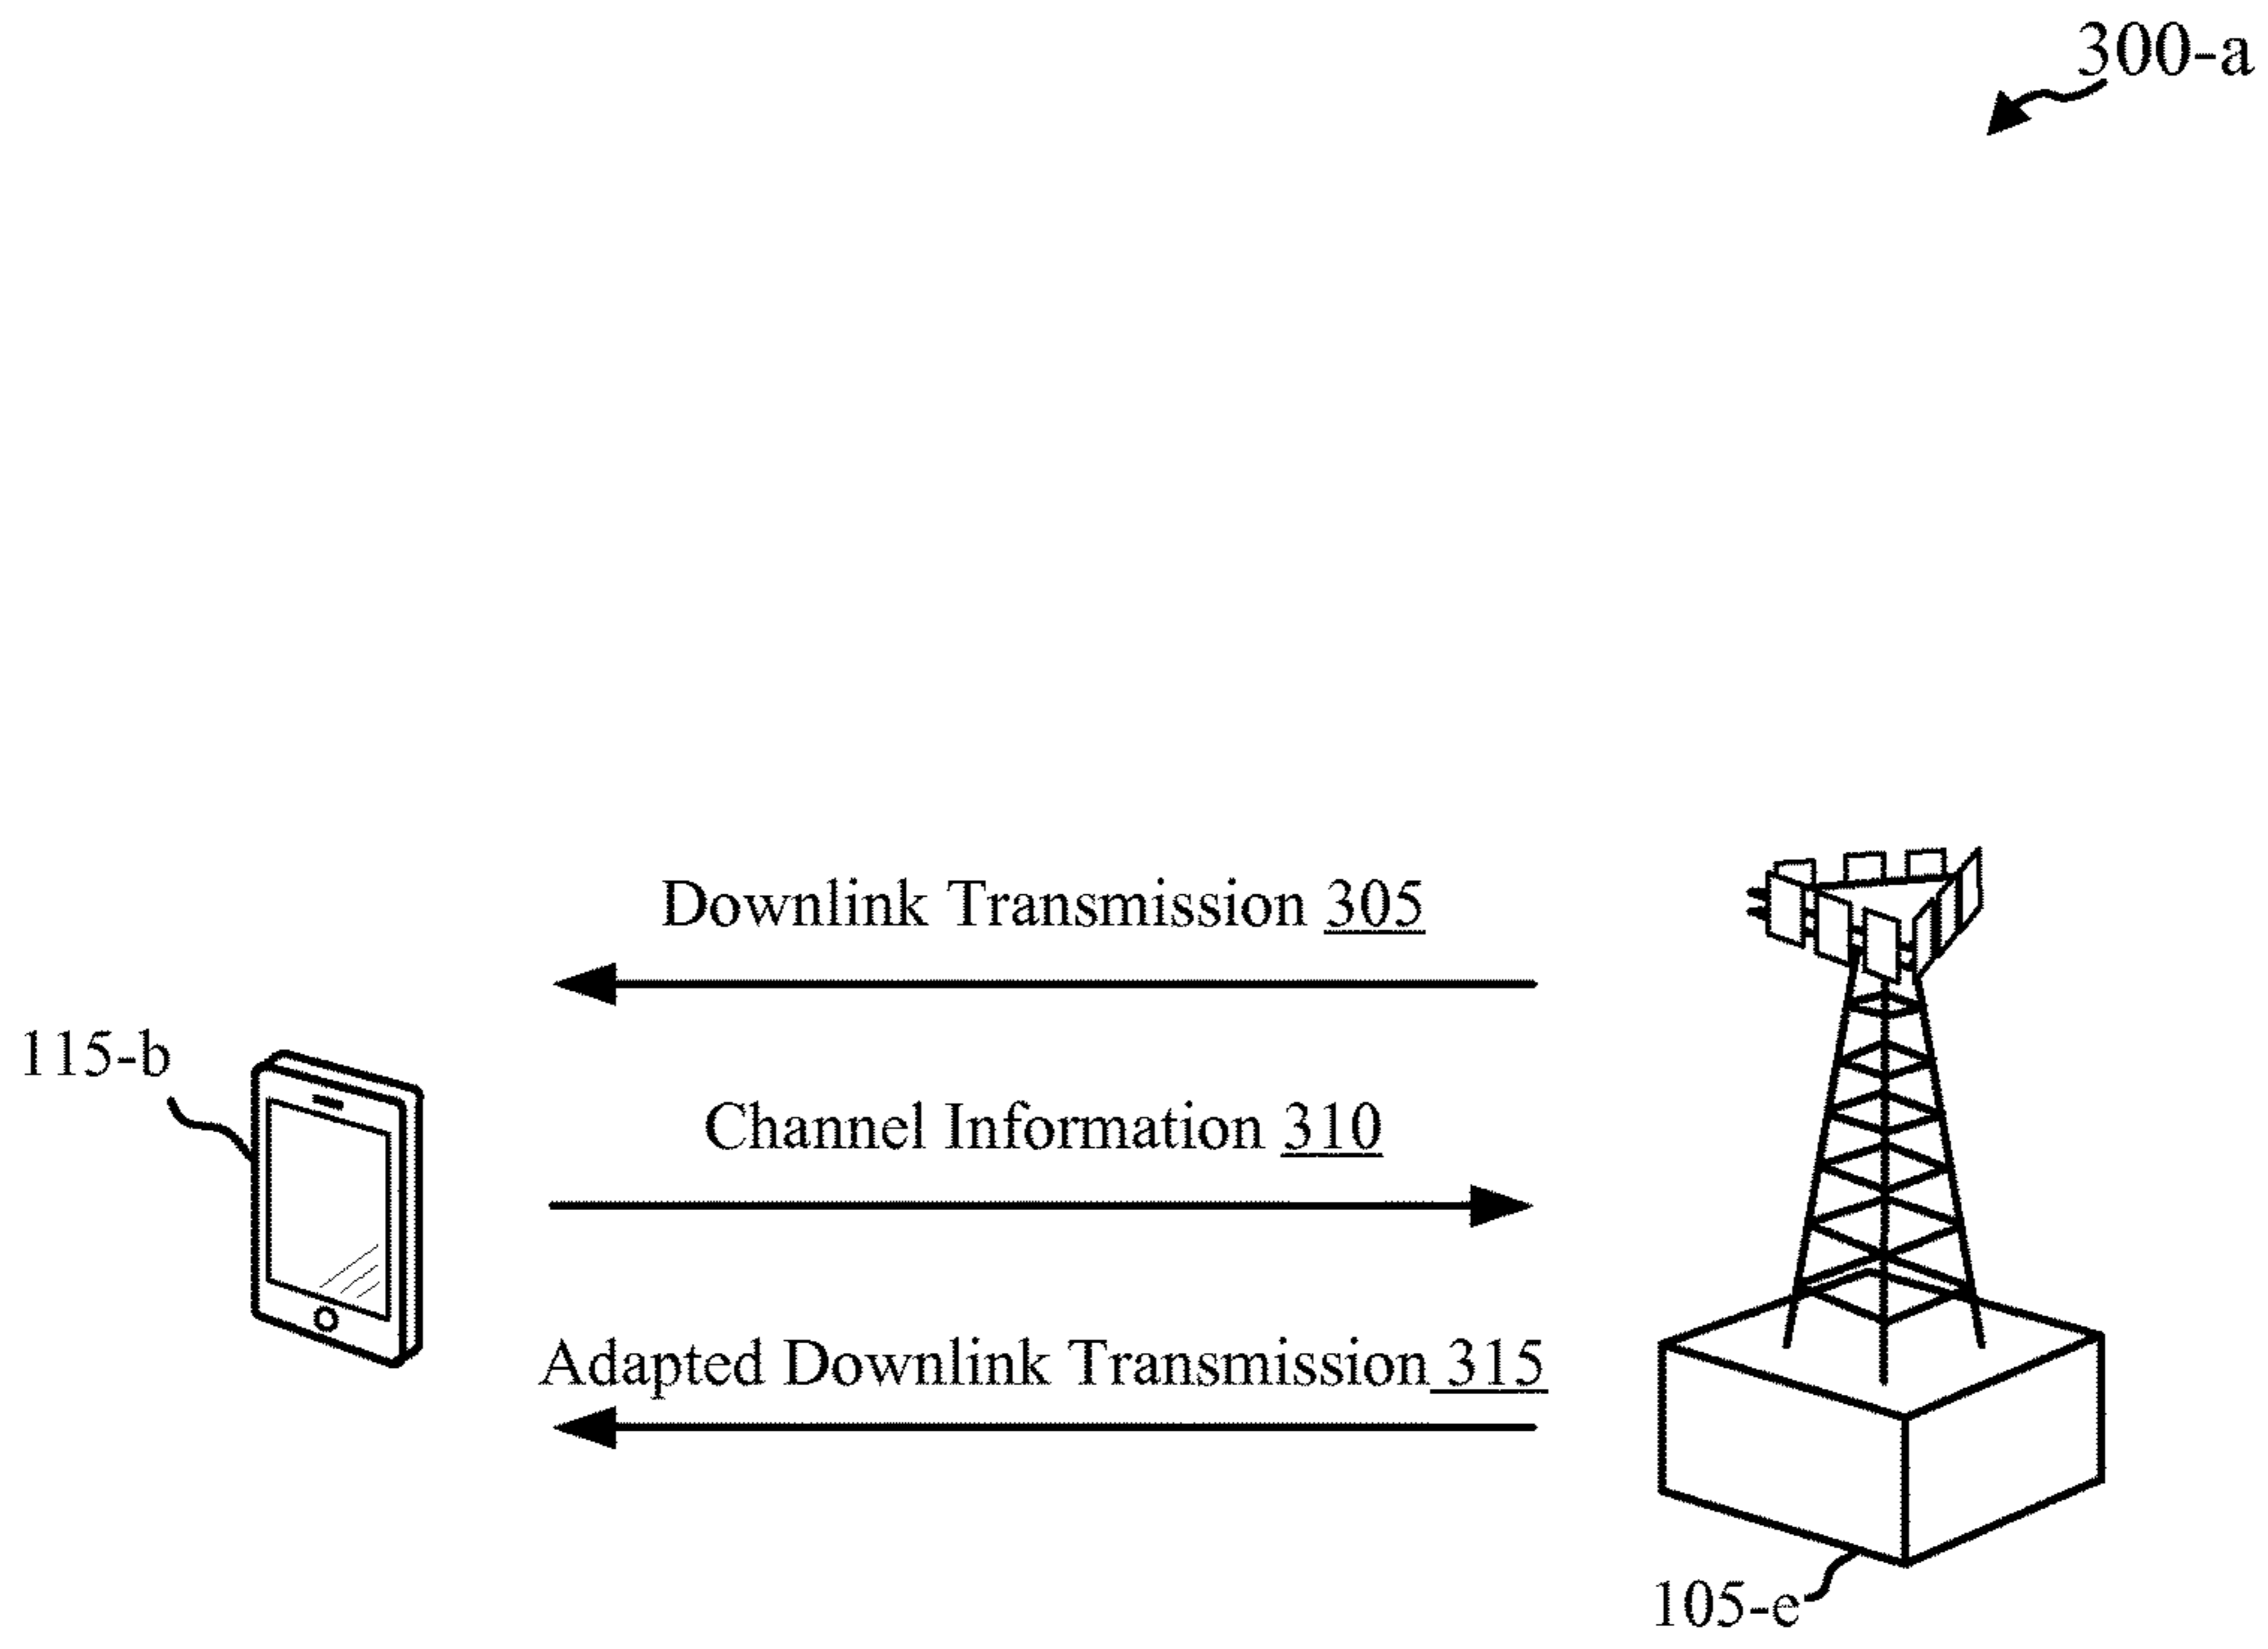 300-a
Downlink Transmission 305
115-b
Channel Information 310
Adapted Downlink Transmission 315
105-e